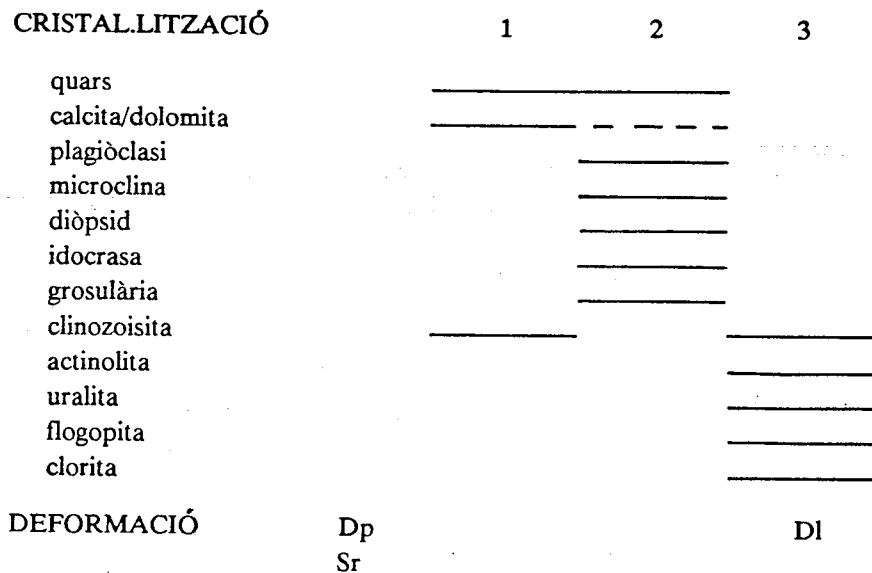 CRISTAL.LITZACIÓ 1 2 3
quars
calcita/dolomita
plagiòclasi
microclina
diòpsid
idocrasa
grosulària
clinozoisita
actinolita
uralita
flogopita
clorita
DEFORMACIÓ Dp Dl
Sr